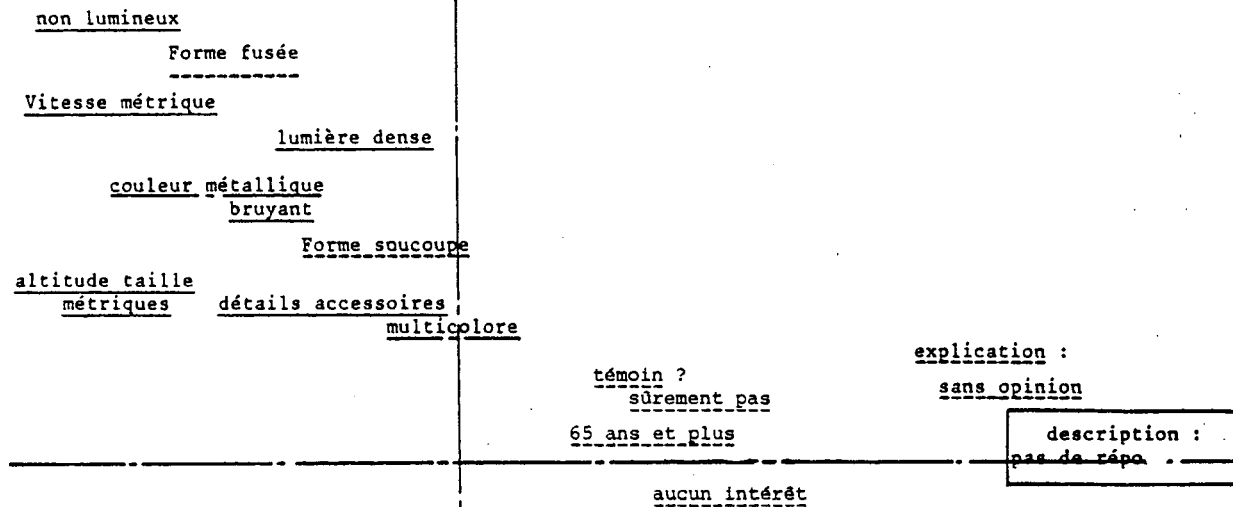 non lumineux
Forme fusée
Vitesse métrique
lumière dense
couleur métallique
bruyant
Forme soucoupe
altitude taille
métriques
détails accessoires
multicolore
explication :
témoin ?
sans opinion
sûrement pas
65 ans et plus
description :
pas de répo
aucun intérêt